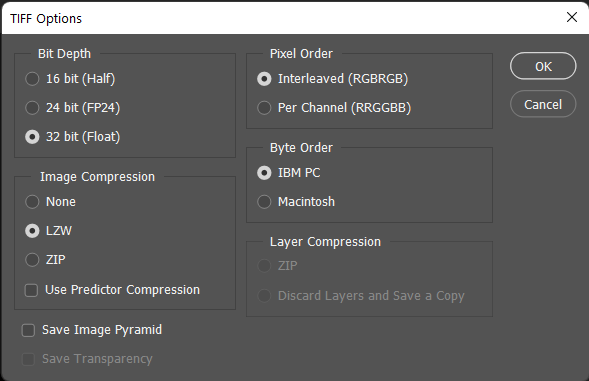 TIFF Options
Bit Depth
16 bit (Half)
24 bit (FP24)
32 bit (Float)
Image Compression
None
LZW
ZIP
Use Predictor Compression
Save Image Pyramid
Save Transparency
Pixel Order
Interleaved (RGBRGB)
Per Channel (RRGGBB)
Byte Order
IBM PC
Macintosh
Layer Compression
ZIP
Discard Layers and Save a Copy
OK
Cancel